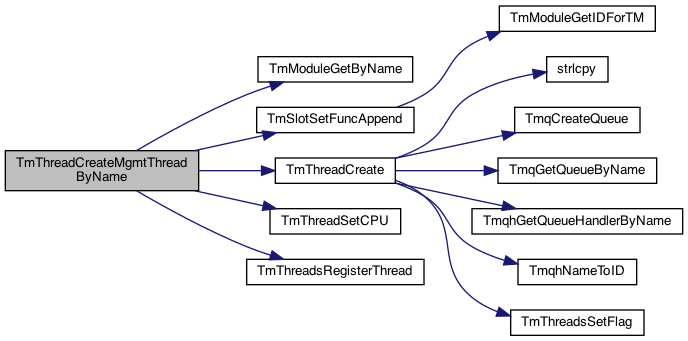 TmThreadCreateMgmtThread
ByName
TmModuleGetByName
TmSlotSetFuncAppend
TmThreadCreate
TmThreadSetCPU
TmThreadsRegisterThread
TmModuleGetIDForTM
strlcpy
TmqCreateQueue
TmqGetQueueByName
TmqhGetQueueHandlerByName
TmqhNameToID
TmThreadsSetFlag